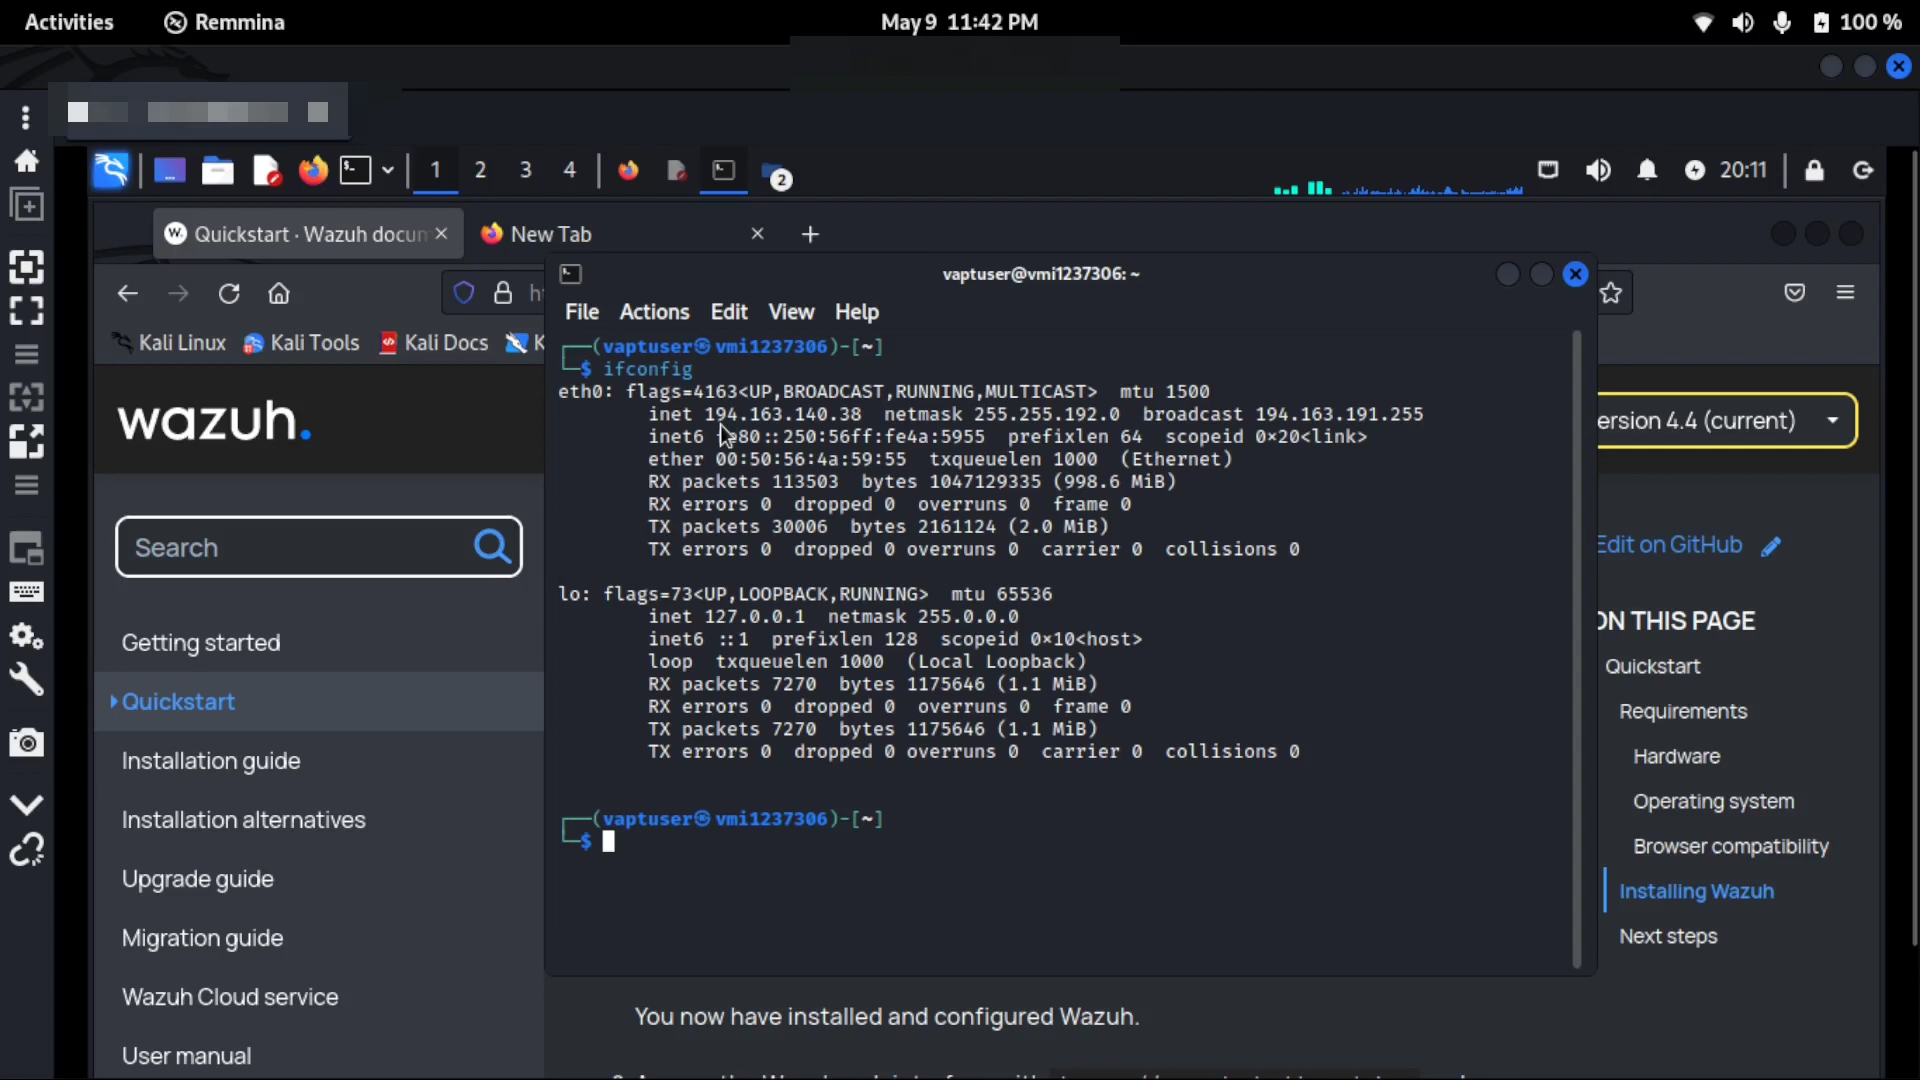 Activities Remmina May 9 11:42 PM 100 %
1 2 3 4 2 20:11
Quickstart · Wazuh docum New Tab
vaptuser@vmi1237306: ~
File Actions Edit View Help
Kali Linux Kali Tools Kali Docs K
┌──(vaptuser㉿vmi1237306)-[~]
└─$ ifconfig
eth0: flags=4163<UP,BROADCAST,RUNNING,MULTICAST> mtu 1500
inet 194.163.140.38 netmask 255.255.192.0 broadcast 194.163.191.255
inet6 fe80::250:56ff:fe4a:5955 prefixlen 64 scopeid 0×20<link>
ether 00:50:56:4a:59:55 txqueuelen 1000 (Ethernet)
RX packets 113503 bytes 1047129335 (998.6 MiB)
RX errors 0 dropped 0 overruns 0 frame 0
TX packets 30006 bytes 2161124 (2.0 MiB)
TX errors 0 dropped 0 overruns 0 carrier 0 collisions 0
lo: flags=73<UP,LOOPBACK,RUNNING> mtu 65536
inet 127.0.0.1 netmask 255.0.0.0
inet6 ::1 prefixlen 128 scopeid 0×10<host>
loop txqueuelen 1000 (Local Loopback)
RX packets 7270 bytes 1175646 (1.1 MiB)
RX errors 0 dropped 0 overruns 0 frame 0
TX packets 7270 bytes 1175646 (1.1 MiB)
TX errors 0 dropped 0 overruns 0 carrier 0 collisions 0
┌──(vaptuser㉿vmi1237306)-[~]
└─$
wazuh.
Search
Getting started
Quickstart
Installation guide
Installation alternatives
Upgrade guide
Migration guide
Wazuh Cloud service
User manual
ersion 4.4 (current)
Edit on GitHub
ON THIS PAGE
Quickstart
Requirements
Hardware
Operating system
Browser compatibility
Installing Wazuh
Next steps
You now have installed and configured Wazuh.